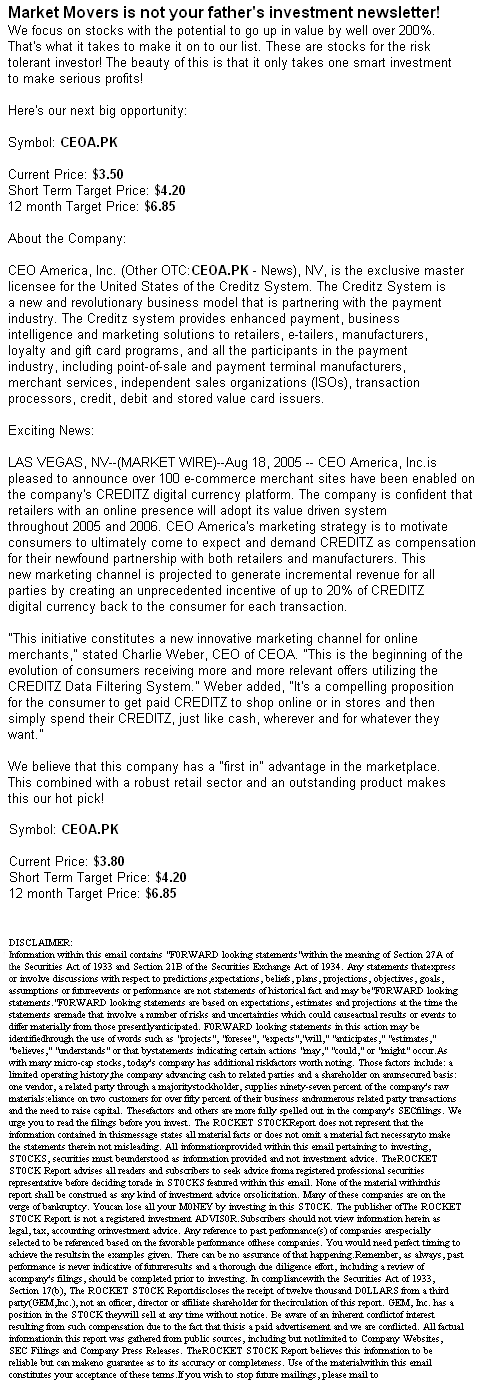 Market Movers is not your father's investment newsletter!
We focus on stocks with the potential to go up in value by well over 200%.
That's what it takes to make it on to our list. These are stocks for the risk
tolerant investor! The beauty of this is that it only takes one smart investment
to make serious profits!
Here's our next big opportunity:
Symbol: CEOA.PK
Current Price: $3.50
Short Term Target Price: $4.20
12 month Target Price: $6.85
About the Company:
CEO America, Inc. (Other OTC:CEOA.PK - News), NV, is the exclusive master
licensee for the United States of the Creditz System. The Creditz System is
a new and revolutionary business model that is partnering with the payment
industry. The Creditz system provides enhanced payment, business
intelligence and marketing solutions to retailers, e-tailers, manufacturers,
loyalty and gift card programs, and all the participants in the payment
industry, including point-of-sale and payment terminal manufacturers,
merchant services, independent sales organizations (ISOs), transaction
processors, credit, debit and stored value card issuers.
Exciting News:
LAS VEGAS, NV--(MARKET WIRE)--Aug 18, 2005 -- CEO America, Inc.is
pleased to announce over 100 e-commerce merchant sites have been enabled on
the company's CREDITZ digital currency platform. The company is confident that
retailers with an online presence will adopt its value driven system
throughout 2005 and 2006. CEO America's marketing strategy is to motivate
consumers to ultimately come to expect and demand CREDITZ as compensation
for their newfound partnership with both retailers and manufacturers. This
new marketing channel is projected to generate incremental revenue for all
parties by creating an unprecedented incentive of up to 20% of CREDITZ
digital currency back to the consumer for each transaction.
"This initiative constitutes a new innovative marketing channel for online
merchants," stated Charlie Weber, CEO of CEOA. "This is the beginning of the
evolution of consumers receiving more and more relevant offers utilizing the
CREDITZ Data Filtering System." Weber added, "It's a compelling proposition
for the consumer to get paid CREDITZ to shop online or in stores and then
simply spend their CREDITZ, just like cash, wherever and for whatever they
want."
We believe that this company has a "first in" advantage in the marketplace.
This combined with a robust retail sector and an outstanding product makes
this our hot pick!
Symbol: CEOA.PK
Current Price: $3.80
Short Term Target Price: $4.20
12 month Target Price: $6.85
DISCLAIMER:
Information within this email contains "F0RWARD looking statements"within the meaning of Section 27A of
the Securities Act of 1933 and Section 21B of the Securities Exchange Act of 1934. Any statements thatexpress
or involve discussions with respect to predictions,expectations, beliefs, plans, projections, objectives, goals,
assumptions or futureevents or performance are not statements of historical fact and may be"F0RWARD looking
statements."F0RWARD looking statements are based on expectations, estimates and projections at the time the
statements aremade that involve a number of risks and uncertainties which could causeactual results or events to
differ materially from those presentlyanticipated. F0RWARD looking statements in this action may be
identifiedthrough the use of words such as "projects", "foresee", "expects","will," "anticipates," "estimates,"
"believes," "understands" or that bystatements indicating certain actions "may," "could," or "might" occur.As
with many micro-cap stocks, today's company has additional riskfactors worth noting. Those factors include: a
limited operating history,the company advancing cash to related parties and a shareholder on anunsecured basis:
one vendor, a related party through a majoritystockholder, supplies ninety-seven percent of the company's raw
materials:eliance on two customers for over fifty percent of their business andnumerous related party transactions
and the need to raise capital. Thesefactors and others are more fully spelled out in the company's SECfilings. We
urge you to read the filings before you invest. The ROCKET ST0CKReport does not represent that the
information contained in thismessage states all material facts or does not omit a material fact necessaryto make
the statements therein not misleading. All informationprovided within this email pertaining to investing,
ST0CKS, securities must beunderstood as information provided and not investment advice. TheROCKET
ST0CK Report advises all readers and subscribers to seek advice froma registered professional securities
representative before deciding torade in ST0CKS featured within this email. None of the material withinthis
report shall be construed as any kind of investment advice orsolicitation. Many of these companies are on the
verge of bankruptcy. Youcan lose all your M0NEY by investing in this ST0CK. The publisher ofThe ROCKET
ST0CK Report is not a registered investment ADVIS0R.Subscribers should not view information herein as
legal, tax, accounting orinvestment advice. Any reference to past performance(s) of companies arespecially
selected to be referenced based on the favorable performance ofthese companies. You would need perfect timing to
achieve the resultsin the examples given. There can be no assurance of that happening.Remember, as always, past
performance is never indicative of futureresults and a thorough due diligence effort, including a review of
acompany's filings, should be completed prior to investing. In compliancewith the Securities Act of 1933,
Section 17(b), The ROCKET ST0CK Reportdiscloses the receipt of twelve thousand D0LLARS from a third
party(GEM,Inc.), not an officer, director or affiliate shareholder for thecirculation of this report. GEM, Inc. has a
position in the ST0CK theywill sell at any time without notice. Be aware of an inherent conflictof interest
resulting from such compensation due to the fact that thisis a paid advertisement and we are conflicted. All factual
informationin this report was gathered from public sources, including but notlimited to Company Websites,
SEC Filings and Company Press Releases. TheROCKET ST0CK Report believes this information to be
reliable but can makeno guarantee as to its accuracy or completeness. Use of the materialwithin this email
constitutes your acceptance of these terms.If you wish to stop future mailings, please mail to